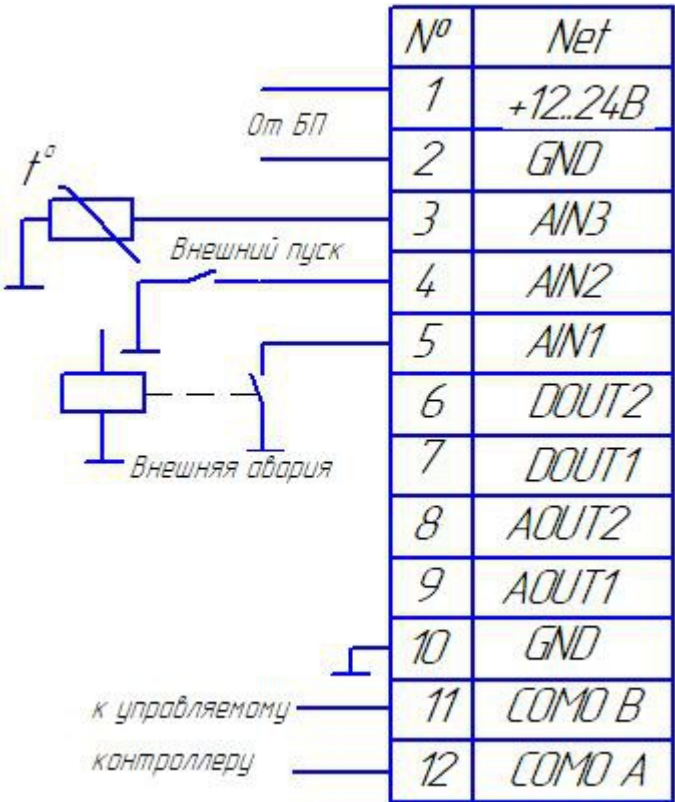 № Net
1 +12..24В
От БП
2 GND
t°
3 AIN3
Внешний пуск
4 AIN2
5 AIN1
6 DOUT2
Внешняя авария
7 DOUT1
8 AOUT2
9 AOUT1
10 GND
к управляемому
11 COM0 B
контроллеру
12 COM0 A